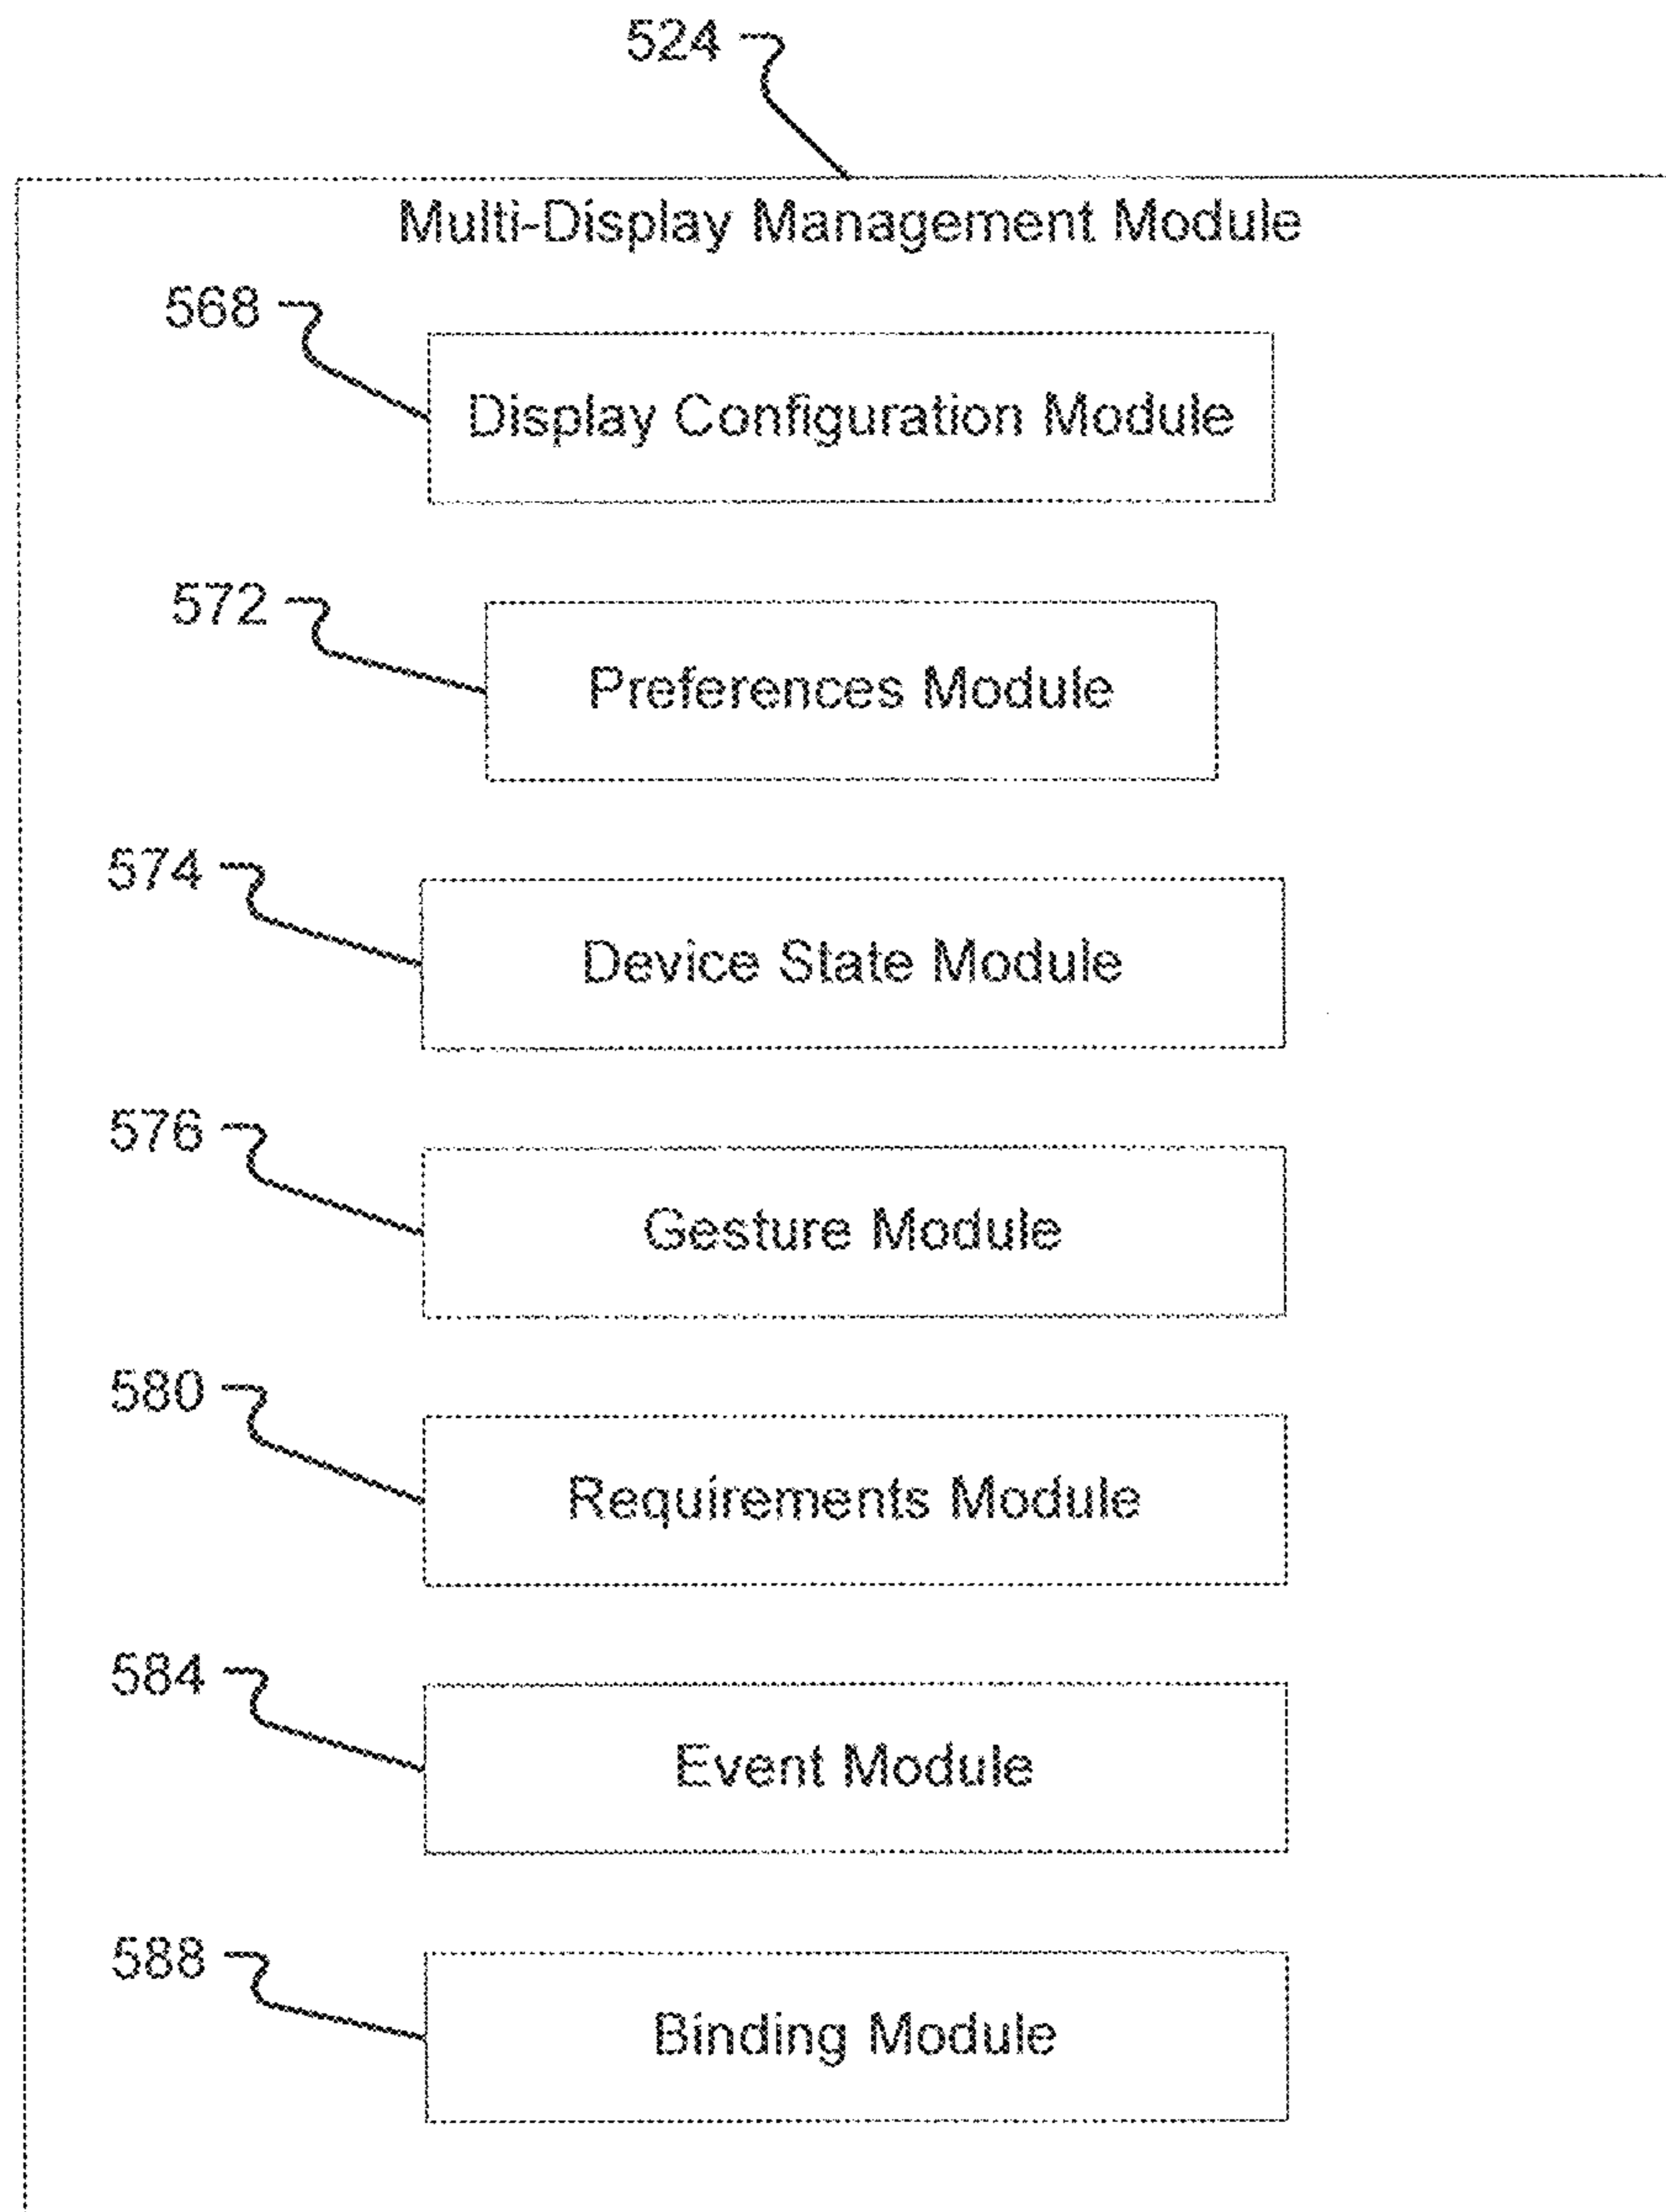 524
Multi-Display Management Module
568
Display Configuration Module
572
Preferences Module
574
Device State Module
576
Gesture Module
580
Requirements Module
584
Event Module
588
Binding Module